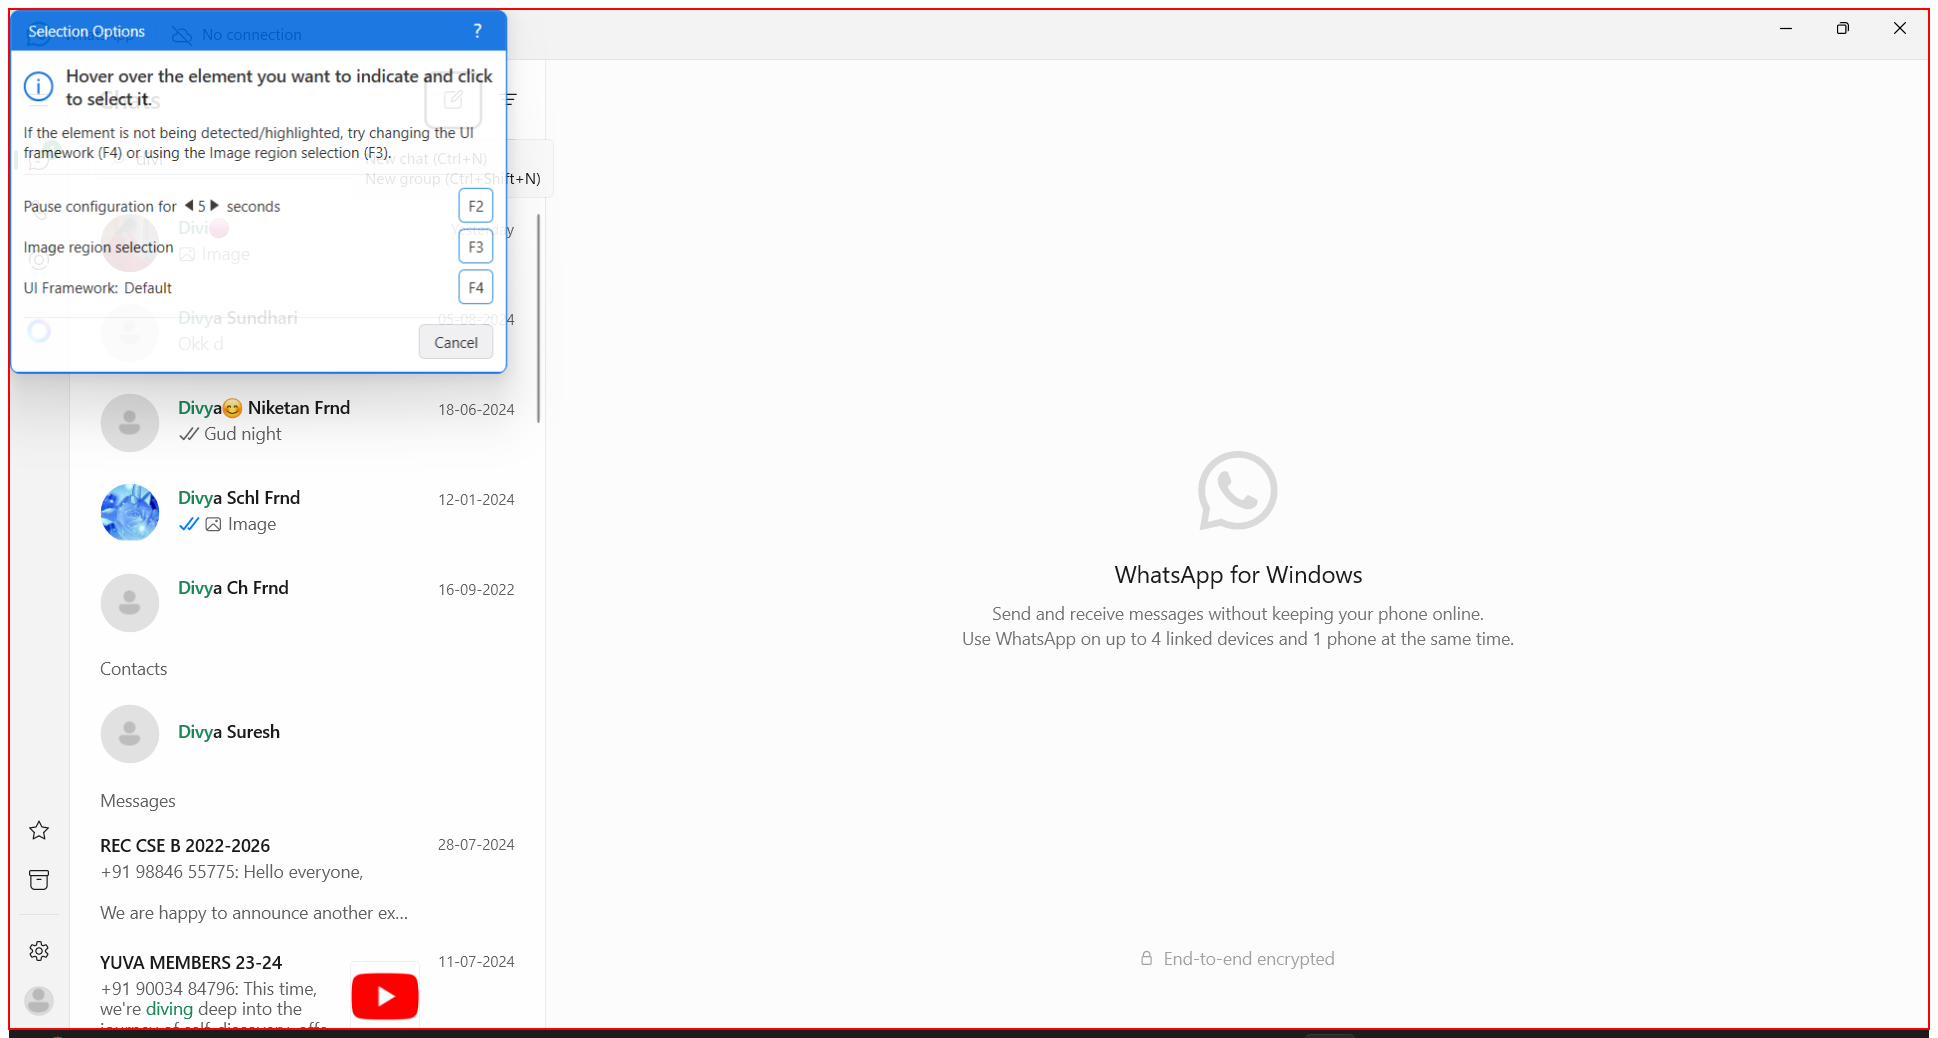 Selection Options
?
No connection
Hover over the element you want to indicate and click
to select it.
Chats
If the element is not being detected/highlighted, try changing the UI
framework (F4) or using the Image region selection (F3).
divi
New chat (Ctrl+N)
New group (Ctrl+Shift+N)
Pause configuration for 5 seconds
F2
Divi
Yesterday
Image region selection
F3
Image
UI Framework: Default
F4
Divya Sundhari
05-08-2024
Okk d
Cancel
Divya😊 Niketan Frnd
18-06-2024
Gud night
Divya Schl Frnd
12-01-2024
Image
Divya Ch Frnd
16-09-2022
Contacts
Divya Suresh
Messages
REC CSE B 2022-2026
28-07-2024
+91 98846 55775: Hello everyone,
We are happy to announce another ex...
YUVA MEMBERS 23-24
11-07-2024
+91 90034 84796: This time,
we're diving deep into the
WhatsApp for Windows
Send and receive messages without keeping your phone online.
Use WhatsApp on up to 4 linked devices and 1 phone at the same time.
End-to-end encrypted